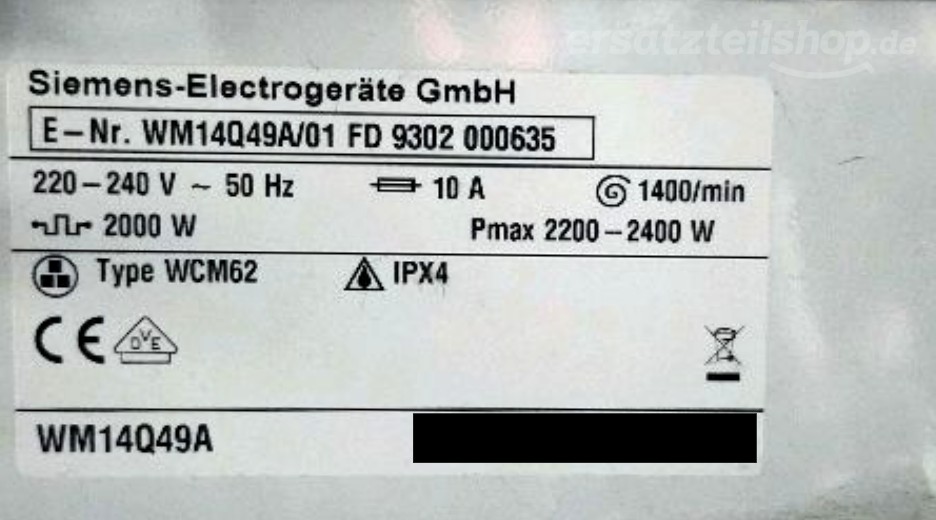 ersatzteilshop.de
Siemens-Electrogeräte GmbH
E-Nr. WM14Q49A/01 FD 9302 000635
220-240 V ~ 50 Hz 10 A 1400/min
2000 W Pmax 2200-2400 W
Type WCM62 IPX4
CE DVE
WM14Q49A